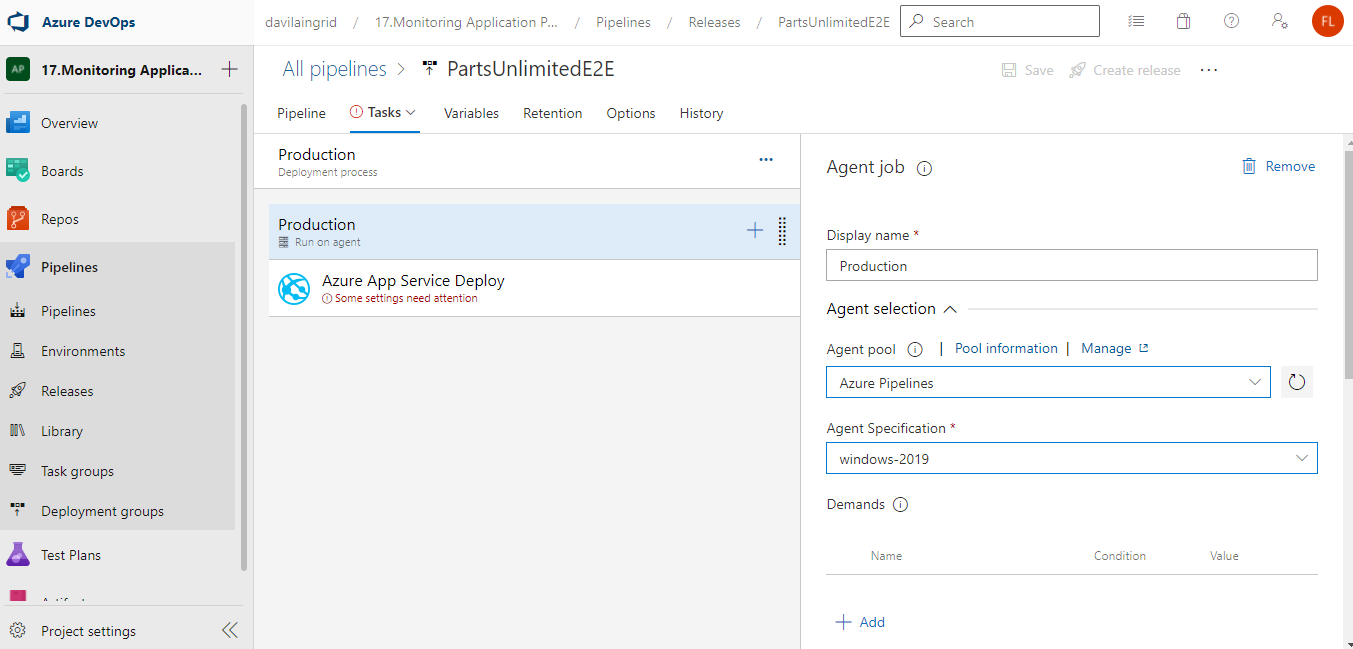 Azure DevOps
davilaingrid / 17.Monitoring Application P... / Pipelines / Releases / PartsUnlimitedE2E
Search
FL
AP 17.Monitoring Applica...
Overview
Boards
Repos
Pipelines
Pipelines
Environments
Releases
Library
Task groups
Deployment groups
Test Plans
Project settings
All pipelines > PartsUnlimitedE2E
Save Create release ...
Pipeline Tasks Variables Retention Options History
Production
Deployment process
Production
Run on agent
Azure App Service Deploy
Some settings need attention
Agent job
Remove
Display name *
Production
Agent selection
Agent pool | Pool information | Manage
Azure Pipelines
Agent Specification *
windows-2019
Demands
Name Condition Value
Add